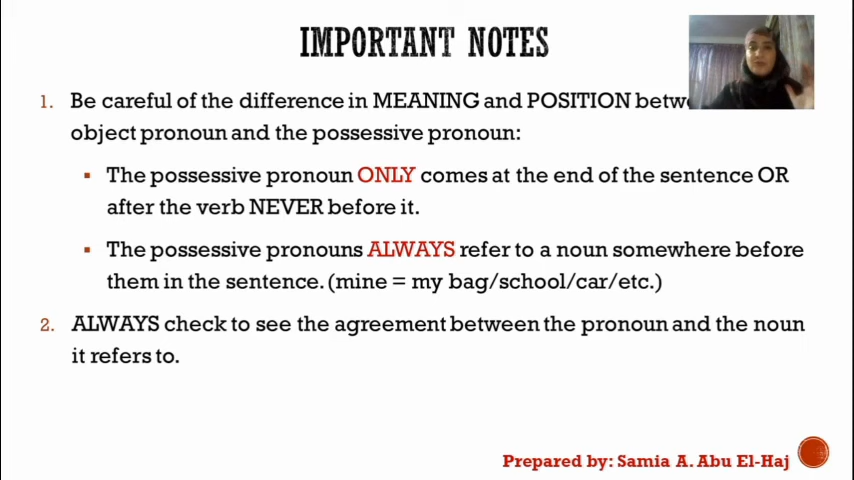 IMPORTANT NOTES
1. Be careful of the difference in MEANING and POSITION
object pronoun and the possessive pronoun:
▪ The possessive pronoun ONLY comes at the end of the sentence OR
after the verb NEVER before it.
▪ The possessive pronouns ALWAYS refer to a noun somewhere before
them in the sentence. (mine = my bag/school/car/etc.)
2. ALWAYS check to see the agreement between the pronoun and the noun
it refers to.
Prepared by: Samia A. Abu El-Haj